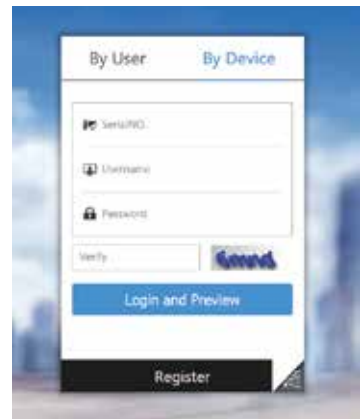 By User By Device
Serial NO.
Username
Password
Verify
Login and Preview
Register